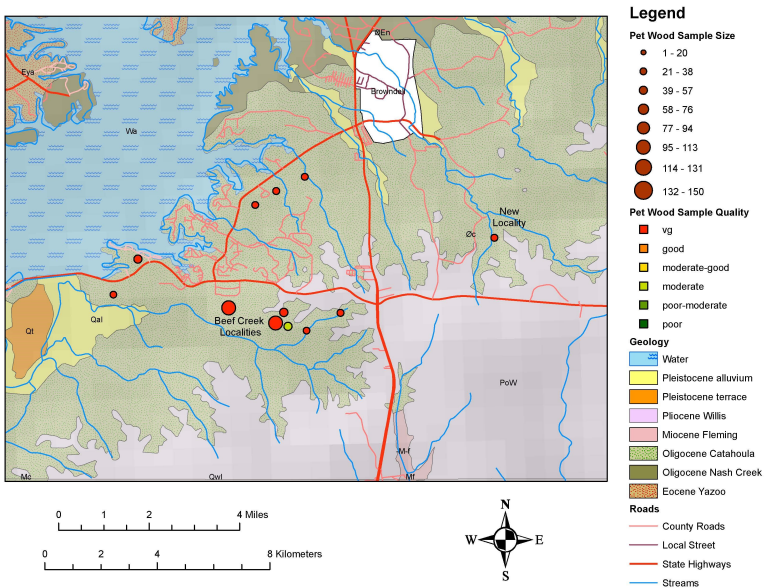 ØEn
Eya
Browndell
Wa
New
Locality
Øc
Qal
Qt
Beef Creek
Localities
PoW
M-f
Mc
Qwl
Mf
0 1 2 4 Miles
0 2 4 8 Kilometers
N
W E
S
Legend
Pet Wood Sample Size
1 - 20
21 - 38
39 - 57
58 - 76
77 - 94
95 - 113
114 - 131
132 - 150
Pet Wood Sample Quality
vg
good
moderate-good
moderate
poor-moderate
poor
Geology
Water
Pleistocene alluvium
Pleistocene terrace
Pliocene Willis
Miocene Fleming
Oligocene Catahoula
Oligocene Nash Creek
Eocene Yazoo
Roads
County Roads
Local Street
State Highways
Streams